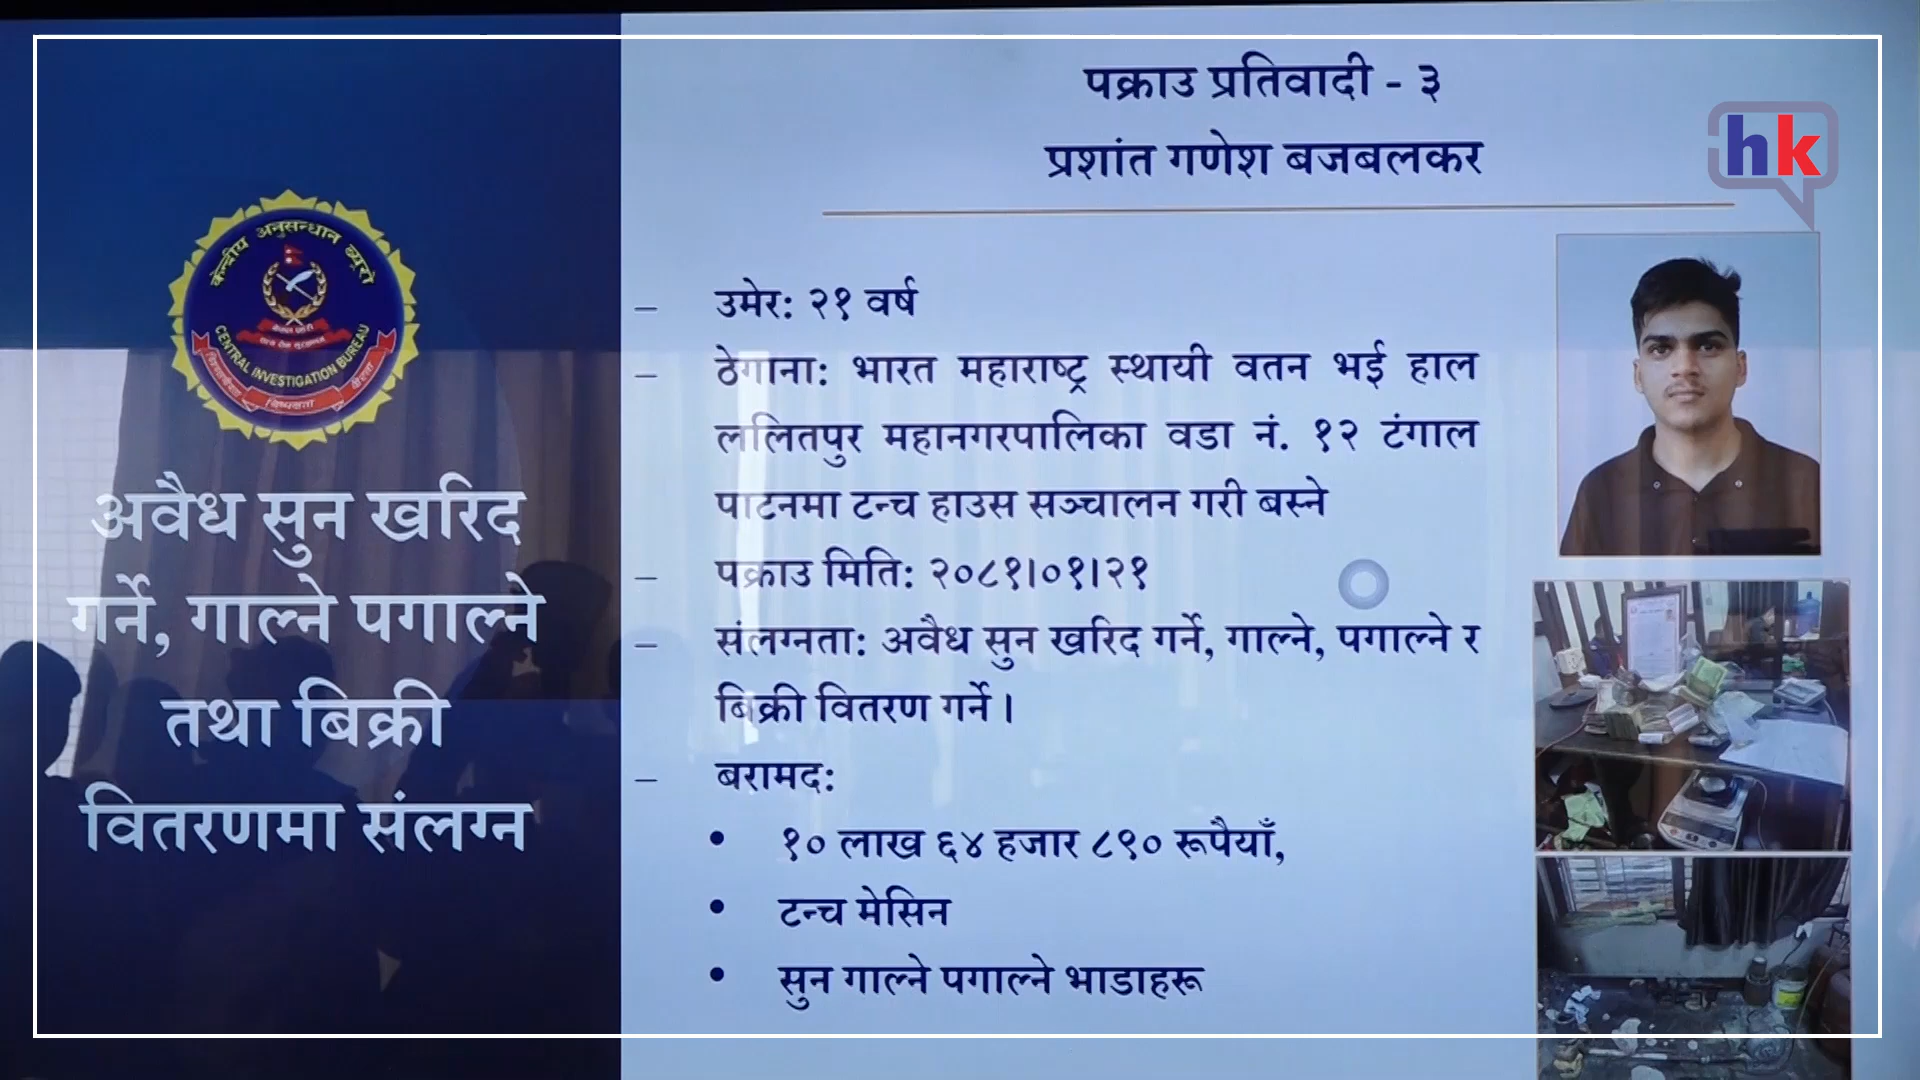 पक्राउ प्रतिवादी - ३
प्रशांत गणेश बजबलकर
hk
केन्द्रीय अनुसन्धान ब्यूरो
CENTRAL INVESTIGATION BUREAU
अवैध सुन खरिद
गर्ने, गाल्ने पगाल्ने
तथा बिक्री
वितरणमा संलग्न
– उमेर: २१ वर्ष
– ठेगाना: भारत महाराष्ट्र स्थायी वतन भई हाल
ललितपुर महानगरपालिका वडा नं. १२ टंगाल
पाटनमा टन्च हाउस सञ्चालन गरी बस्ने
– पक्राउ मिति: २०८१।०१।२१
– संलग्नता: अवैध सुन खरिद गर्ने, गाल्ने, पगाल्ने र
बिक्री वितरण गर्ने ।
– बरामद:
• १० लाख ६४ हजार ८९० रूपैयाँ,
• टन्च मेसिन
• सुन गाल्ने पगाल्ने भाडाहरू